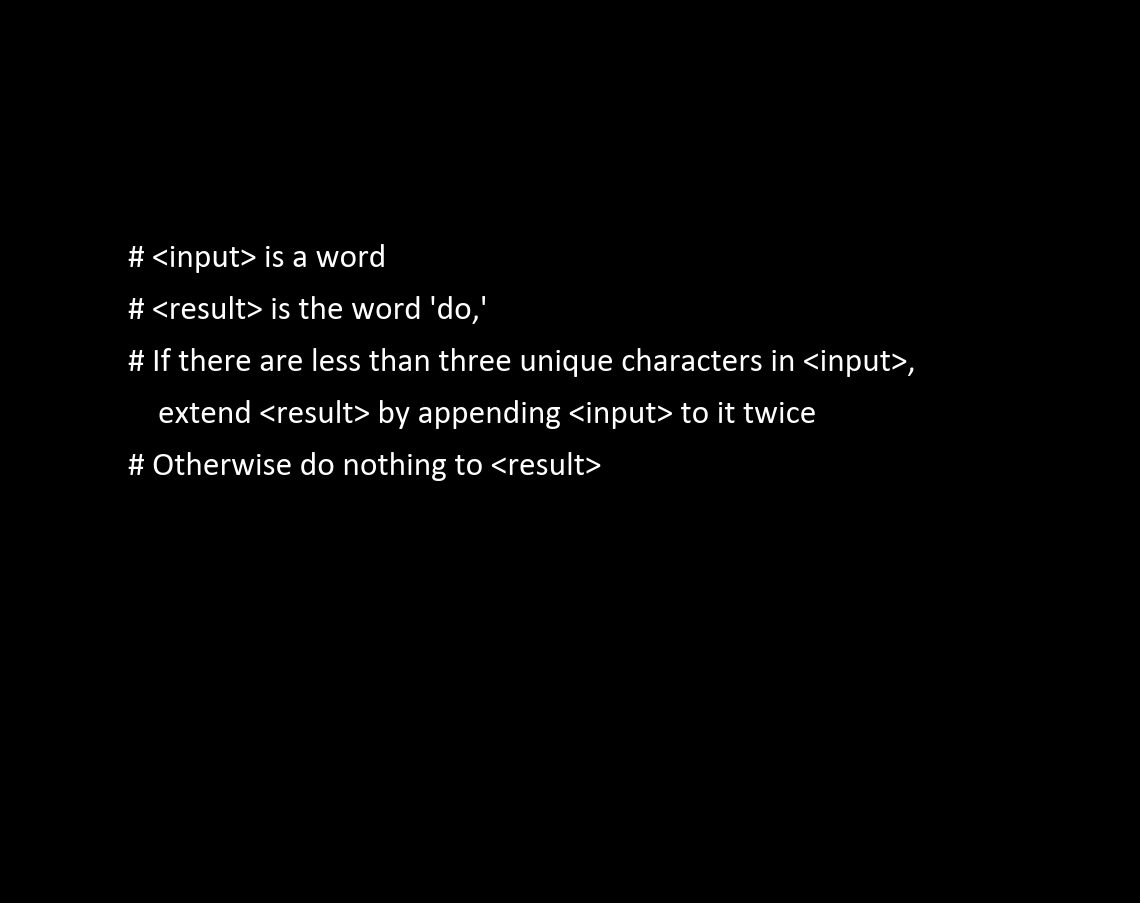 # <input> is a word
# <result> is the word 'do,'
# If there are less than three unique characters in <input>,
extend <result> by appending <input> to it twice
# Otherwise do nothing to <result>